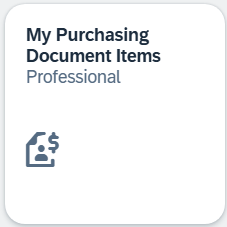 My Purchasing
Document Items
Professional